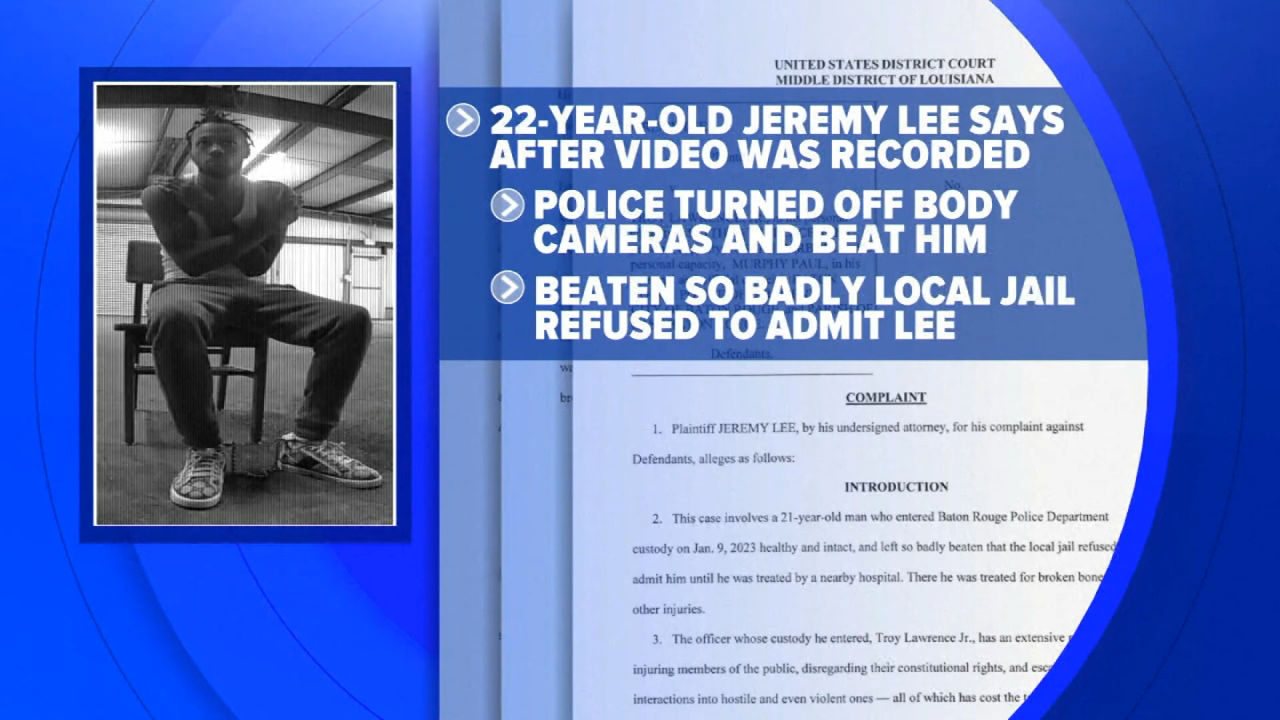 UNITED STATES DISTRICT COURT
MIDDLE DISTRICT OF LOUISIANA
22-YEAR-OLD JEREMY LEE SAYS
AFTER VIDEO WAS RECORDED
No.
POLICE TURNED OFF BODY
CAMERAS AND BEAT HIM
personal capacity, MURPHY PAUL, in his
BEATEN SO BADLY LOCAL JAIL
REFUSED TO ADMIT LEE
Defendants.
COMPLAINT
1. Plaintiff JEREMY LEE, by his undersigned attorney, for his complaint against
Defendants, alleges as follows:
INTRODUCTION
2. This case involves a 21-year-old man who entered Baton Rouge Police Department
custody on Jan. 9, 2023 healthy and intact, and left so badly beaten that the local jail refused
admit him until he was treated by a nearby hospital. There he was treated for broken bone
other injuries.
3. The officer whose custody he entered, Troy Lawrence Jr., has an extensive
injuring members of the public, disregarding their constitutional rights, and
interactions into hostile and even violent ones — all of which has cost the